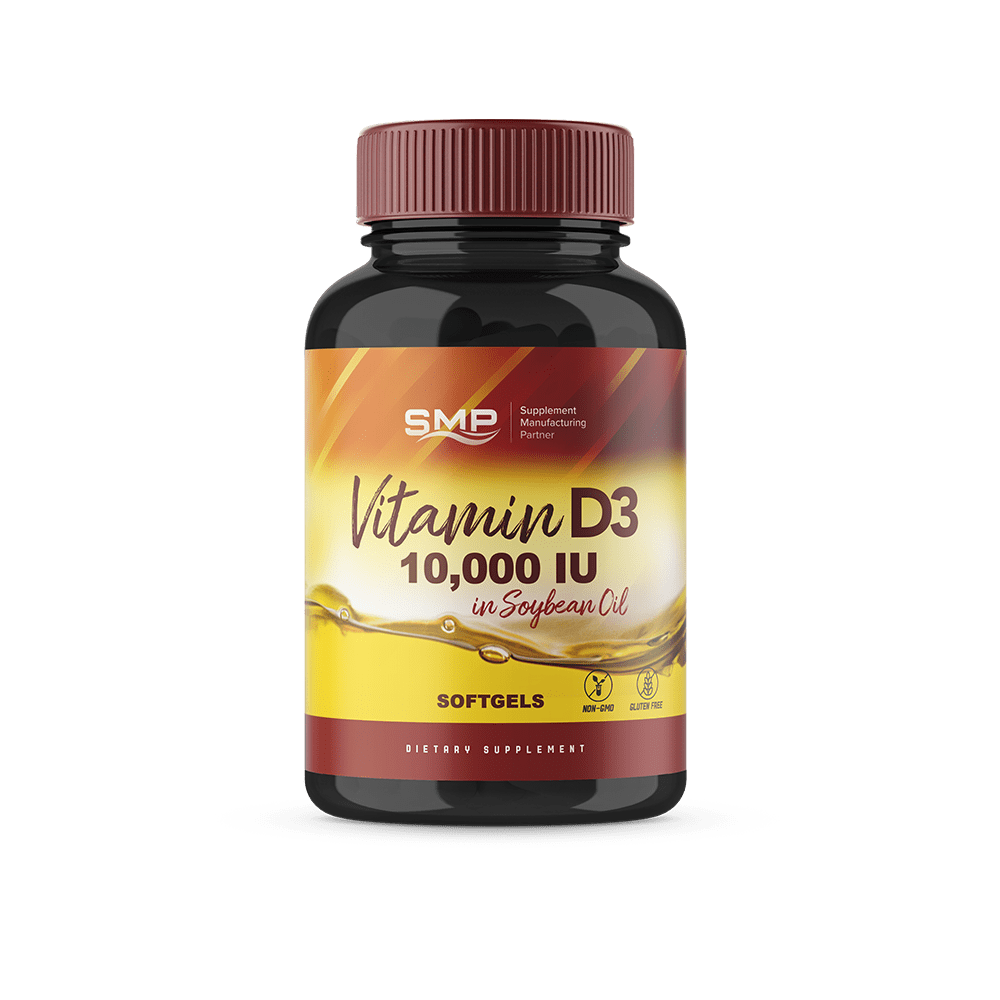 SMP
Supplement
Manufacturing
Partner
Vitamin D3
10,000 IU
in Soybean Oil
SOFTGELS
NON-GMO
GLUTEN FREE
DIETARY SUPPLEMENT